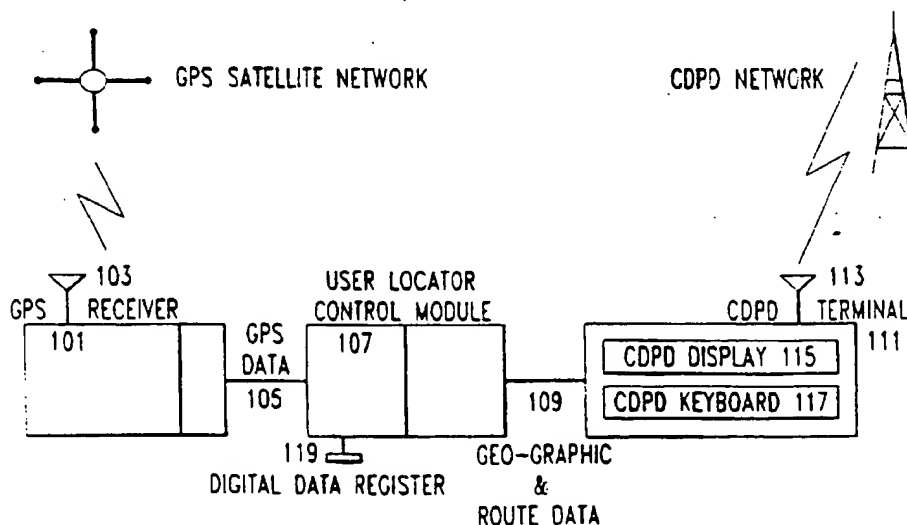 GPS SATELLITE NETWORK
CDPD NETWORK
103
GPS RECEIVER
101
GPS
DATA
105
USER LOCATOR
CONTROL MODULE
107
119
DIGITAL DATA REGISTER
109
GEO-GRAPHIC
&
ROUTE DATA
113
CDPD TERMINAL
111
CDPD DISPLAY 115
CDPD KEYBOARD 117